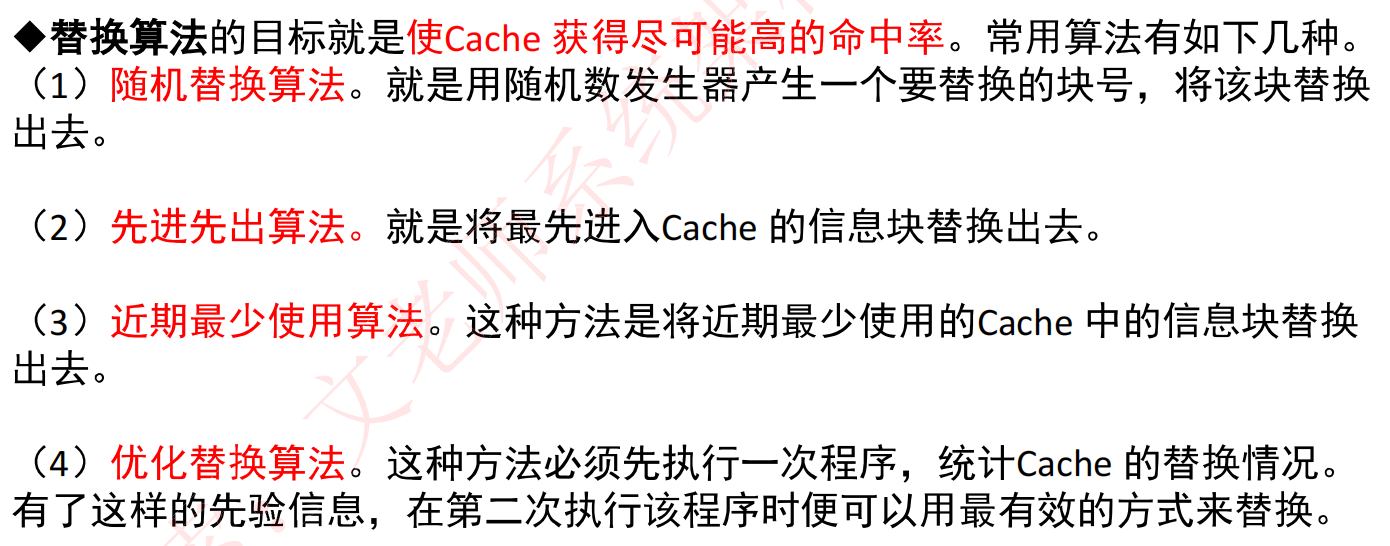 ◆替换算法的目标就是使Cache 获得尽可能高的命中率。常用算法有如下几种。
（1）随机替换算法。就是用随机数发生器产生一个要替换的块号，将该块替换
出去。
（2）先进先出算法。就是将最先进入Cache 的信息块替换出去。
（3）近期最少使用算法。这种方法是将近期最少使用的Cache 中的信息块替换
出去。
（4）优化替换算法。这种方法必须先执行一次程序，统计Cache 的替换情况。
有了这样的先验信息，在第二次执行该程序时便可以用最有效的方式来替换。
文老师系统架